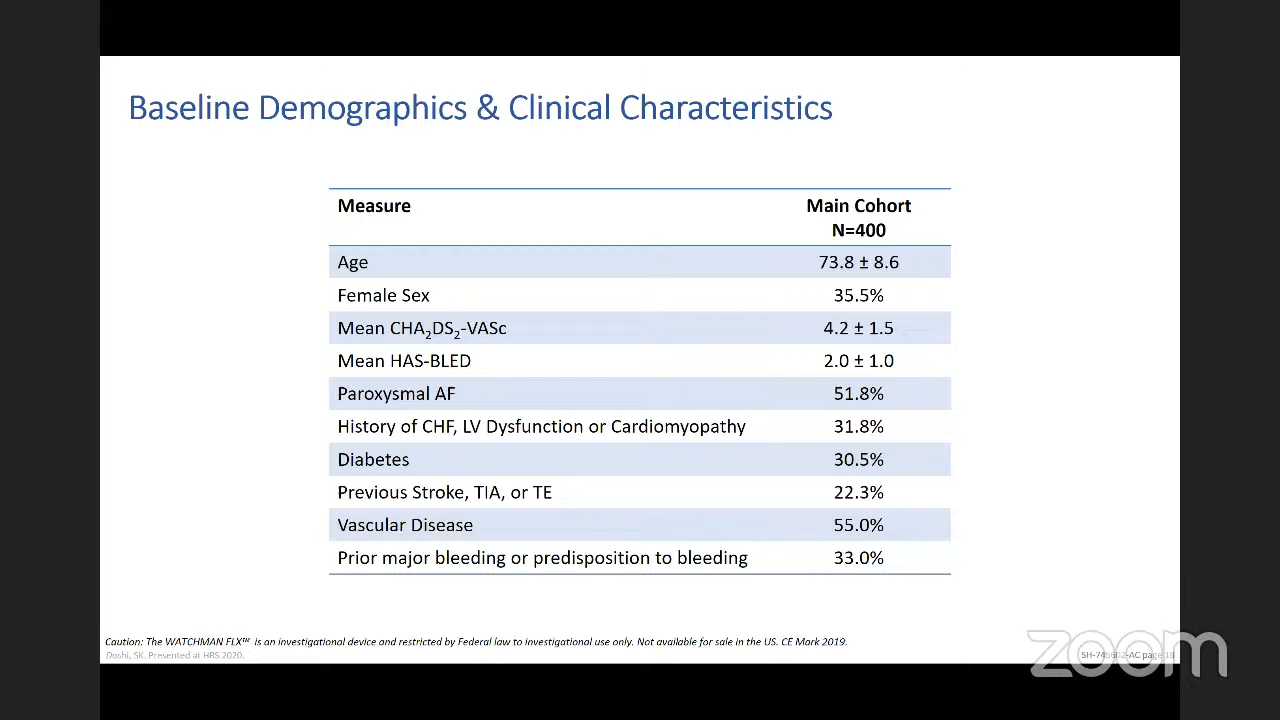 Baseline Demographics & Clinical Characteristics
Measure Main Cohort
N=400
Age 73.8 ± 8.6
Female Sex 35.5%
Mean CHA₂DS₂-VASc 4.2 ± 1.5
Mean HAS-BLED 2.0 ± 1.0
Paroxysmal AF 51.8%
History of CHF, LV Dysfunction or Cardiomyopathy 31.8%
Diabetes 30.5%
Previous Stroke, TIA, or TE 22.3%
Vascular Disease 55.0%
Prior major bleeding or predisposition to bleeding 33.0%
Caution: The WATCHMAN FLX™ is an investigational device and restricted by Federal law to investigational use only. Not available for sale in the US. CE Mark 2019.
Doshi, SK. Presented at HRS 2020.
SH-745602-AC page 18
zoom